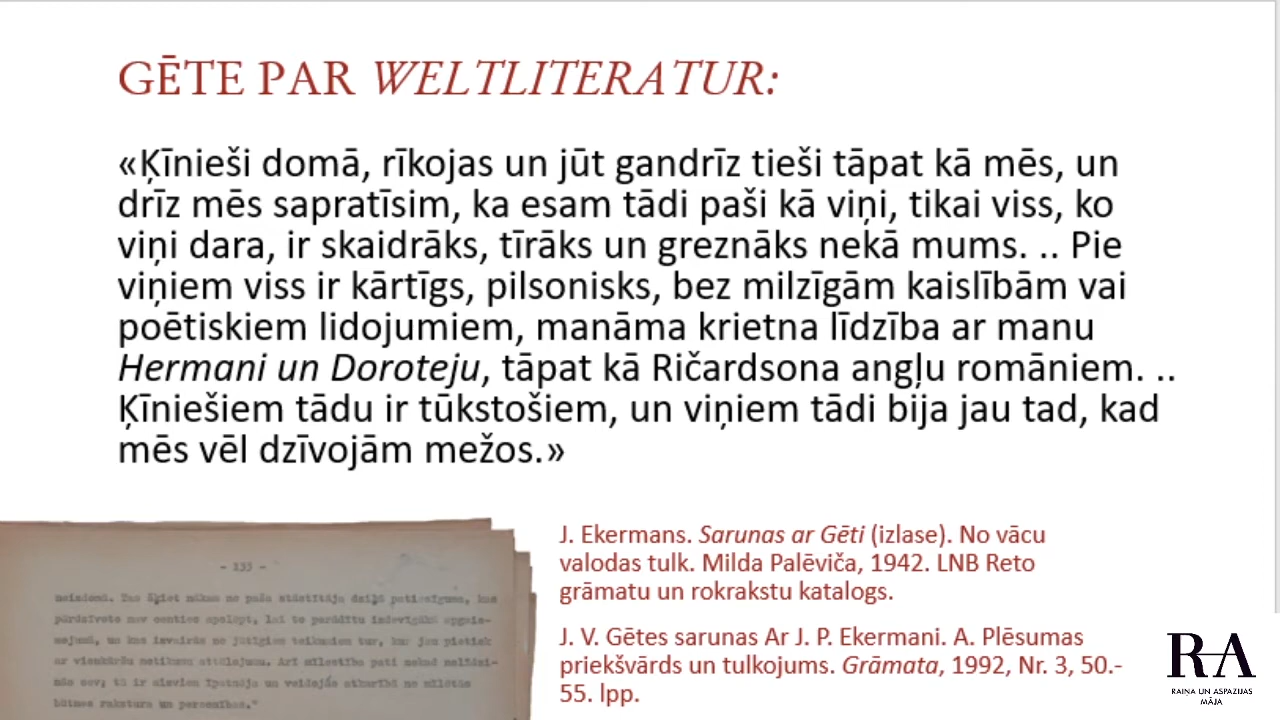 GĒTE PAR WELTLITERATUR:
«Ķīnieši domā, rīkojas un jūt gandrīz tieši tāpat kā mēs, un
drīz mēs sapratīsim, ka esam tādi paši kā viņi, tikai viss, ko
viņi dara, ir skaidrāks, tīrāks un greznāks nekā mums. .. Pie
viņiem viss ir kārtīgs, pilsonisks, bez milzīgām kaislībām vai
poētiskiem lidojumiem, manāma krietna līdzība ar manu
Hermani un Doroteju, tāpat kā Ričardsona angļu romāniem. ..
Ķīniešiem tādu ir tūkstošiem, un viņiem tādi bija jau tad, kad
mēs vēl dzīvojām mežos.»
J. Ekermans. Sarunas ar Gēti (izlase). No vācu
valodas tulk. Milda Palēviča, 1942. LNB Reto
grāmatu un rokrakstu katalogs.
J. V. Gētes sarunas Ar J. P. Ekermani. A. Plēsumas
priekšvārds un tulkojums. Grāmata, 1992, Nr. 3, 50.-
55. lpp.
- 133 -
RA
RAIŅA UN ASPAZIJAS
MĀJA